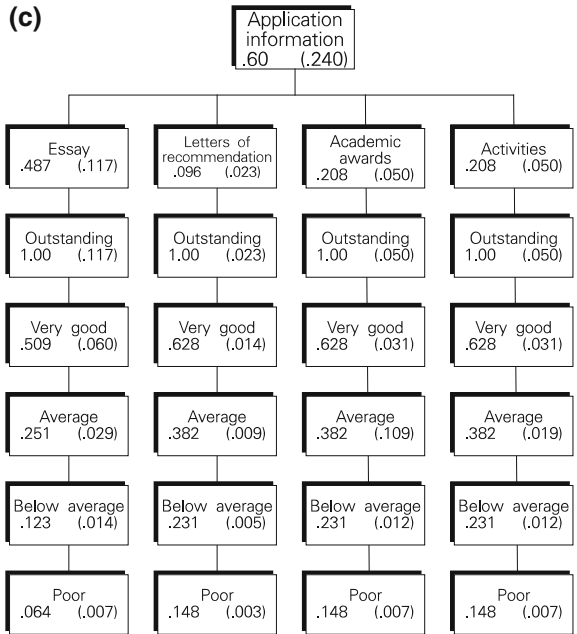 (c)
Application
information
.60 (.240)
Essay
.487 (.117)
Letters of
recommendation
.096 (.023)
Academic
awards
.208 (.050)
Activities
.208 (.050)
Outstanding
1.00 (.117)
Outstanding
1.00 (.023)
Outstanding
1.00 (.050)
Outstanding
1.00 (.050)
Very good
.509 (.060)
Very good
.628 (.014)
Very good
.628 (.031)
Very good
.628 (.031)
Average
.251 (.029)
Average
.382 (.009)
Average
.382 (.109)
Average
.382 (.019)
Below average
.123 (.014)
Below average
.231 (.005)
Below average
.231 (.012)
Below average
.231 (.012)
Poor
.064 (.007)
Poor
.148 (.003)
Poor
.148 (.007)
Poor
.148 (.007)